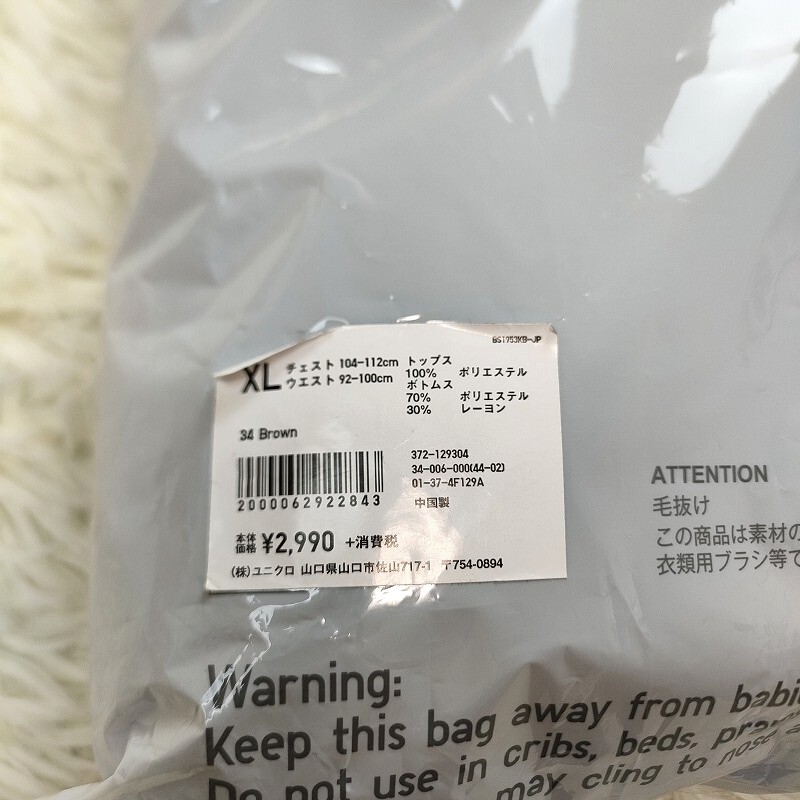 BST953KB-JP
XL
チェスト 104-112cm
ウエスト 92-100cm
トップス
100% ポリエステル
ボトムス
70% ポリエステル
30% レーヨン
34 Brown
372-129304
34-006-000(44-02)
01-37-4F129A
2000062922843
中国製
本体価格 ¥2,990 +消費税
(株)ユニクロ 山口県山口市佐山717-1 〒754-0894
ATTENTION
毛抜け
この商品は素材の
衣類用ブラシ等で
Warning:
Keep this bag away from
Do not use in cribs, beds,
may cling to nose